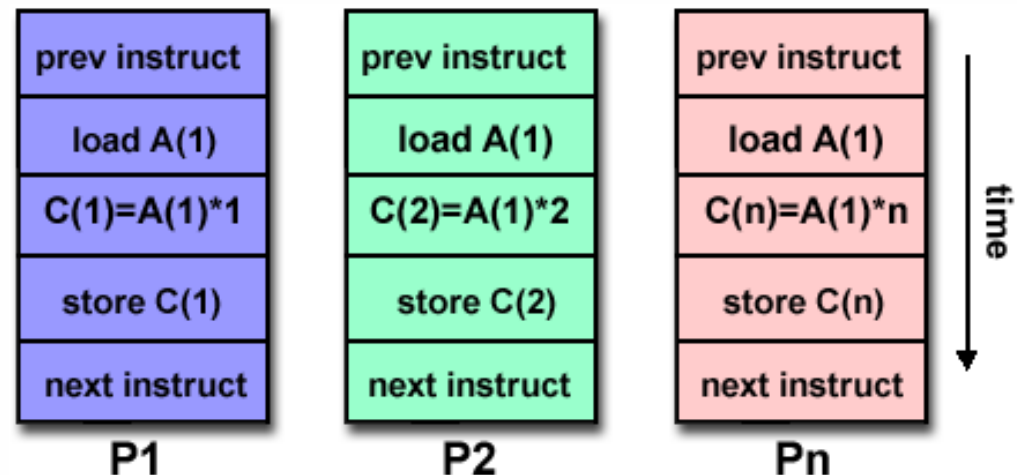 prev instruct
load A(1)
C(1)=A(1)*1
store C(1)
next instruct
P1
prev instruct
load A(1)
C(2)=A(1)*2
store C(2)
next instruct
P2
prev instruct
load A(1)
C(n)=A(1)*n
store C(n)
next instruct
Pn
time